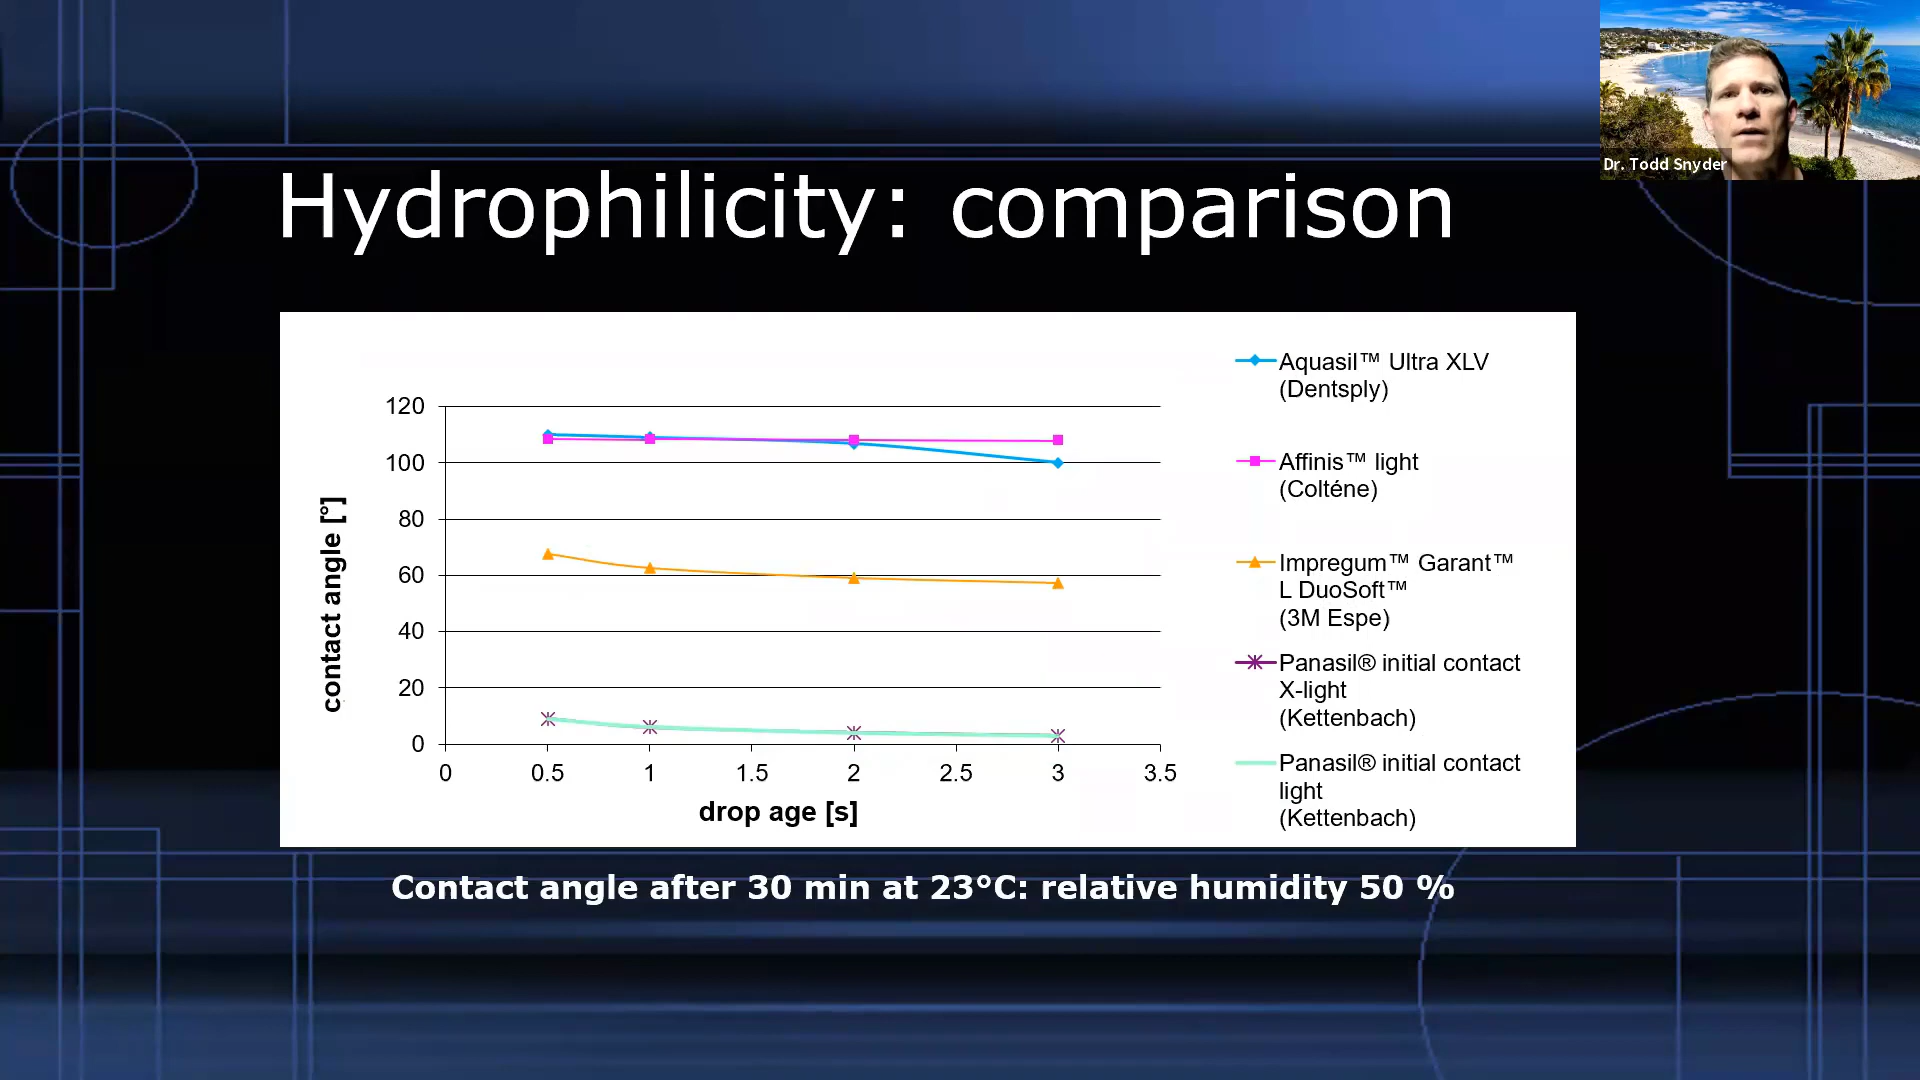 Dr. Todd Snyder
Hydrophilicity: comparison
Aquasil™ Ultra XLV
(Dentsply)
Affinis™ light
(Colténe)
Impregum™ Garant™
L DuoSoft™
(3M Espe)
Panasil® initial contact
X-light
(Kettenbach)
Panasil® initial contact
light
(Kettenbach)
contact angle [°]
120
100
80
60
40
20
0
0 0.5 1 1.5 2 2.5 3 3.5
drop age [s]
Contact angle after 30 min at 23°C: relative humidity 50 %